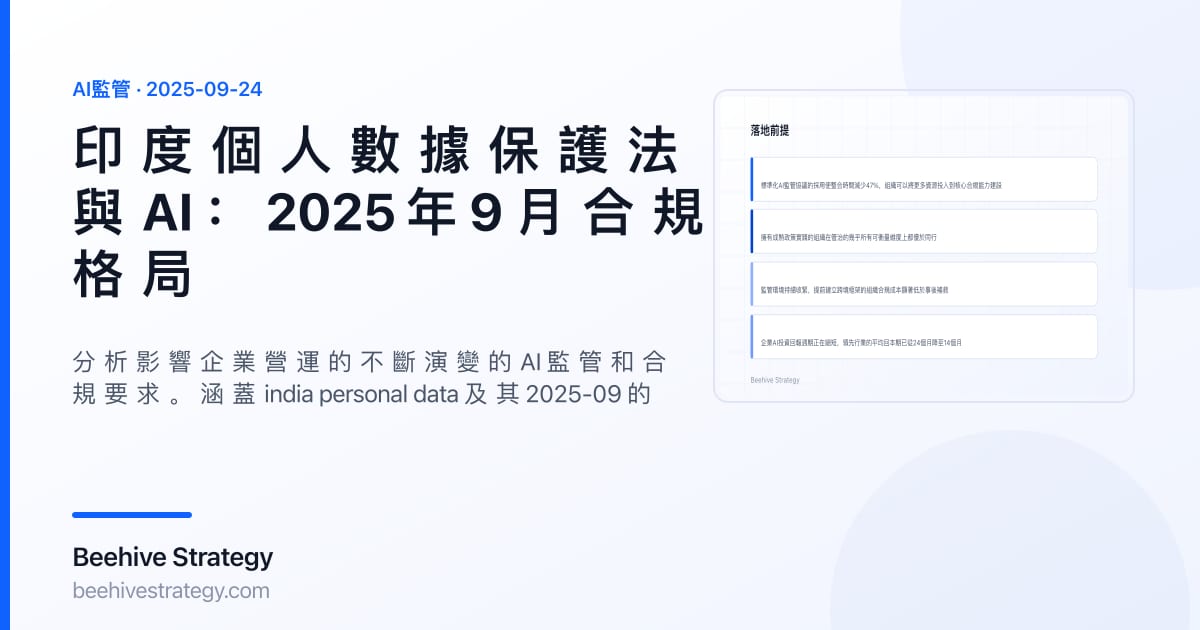 AI監管 · 2025-09-24
印度個人數據保護法
與 AI： 2025年9月合規
格局
分析影響企業營運的不斷演變的 AI監管和合
規要求。涵蓋 india personal data 及其 2025-09 的
Beehive Strategy
beehivestrategy.com
落地前提
標準化AI監管協議的採用使整合時間減少47%，組織可以將更多資源投入到核心合規能力建設
擁有成熟政策實踐的組織在管治的幾乎所有可衡量維度上都優於同行
監管環境持續收緊，提前建立跨境框架的組織合規成本顯著低於事後補救
企業AI投資回報週期正在縮短，領先行業的平均回本期已從24個月降至14個月
Beehive Strategy